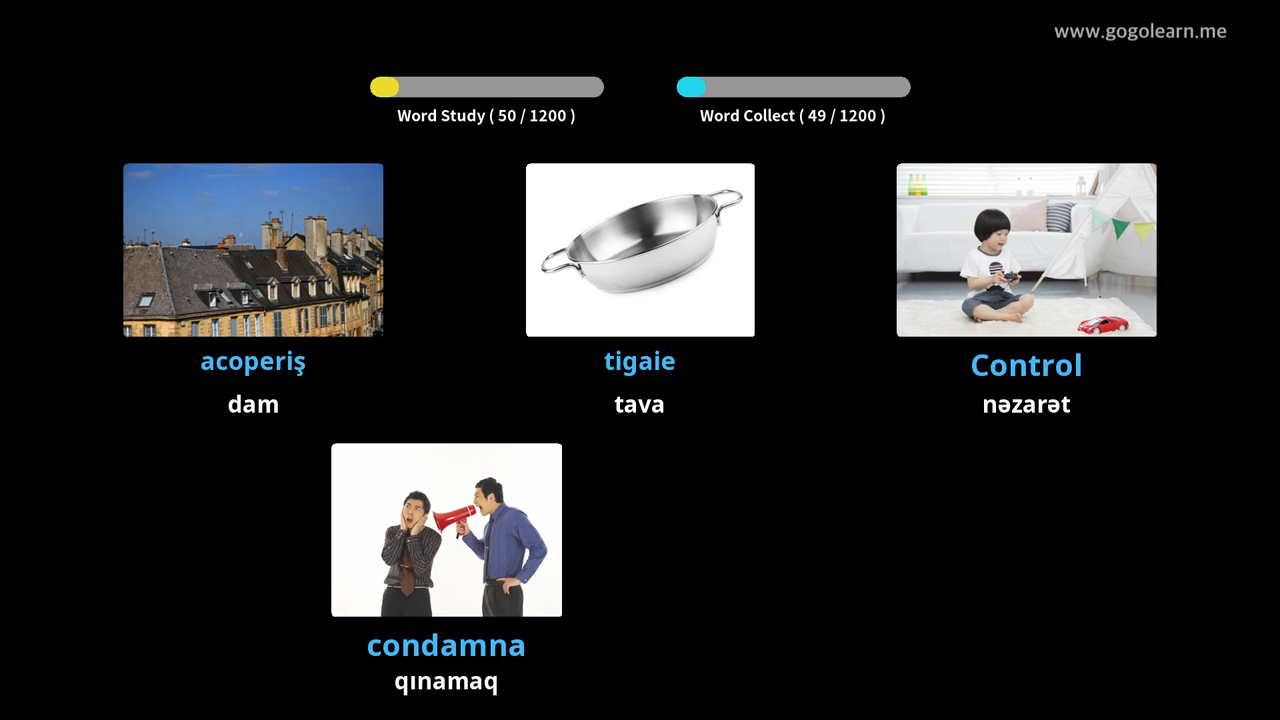 www.gogolearn.me
Word Study ( 50 / 1200 )
Word Collect ( 49 / 1200 )
acoperiş
dam
tigaie
tava
Control
nəzarət
condamna
qınamaq